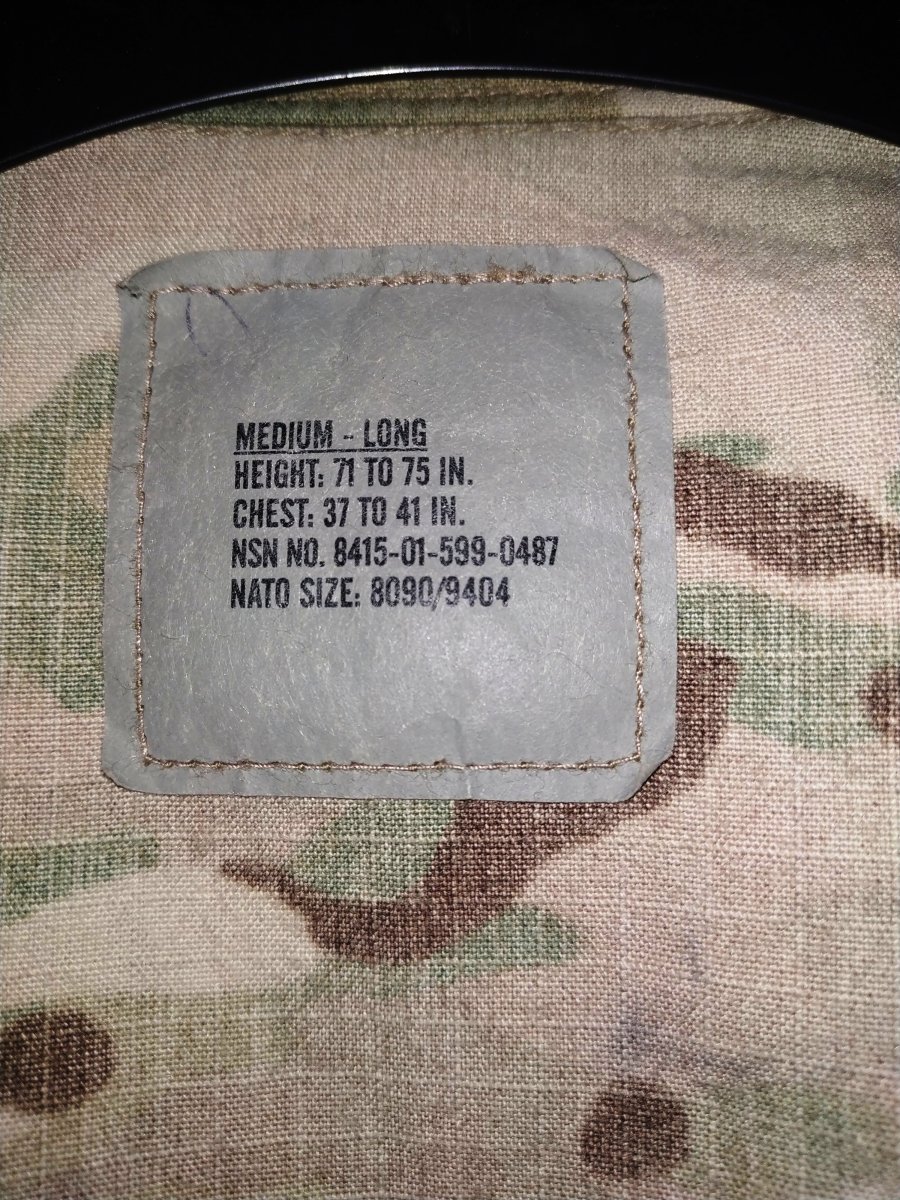 MEDIUM - LONG
HEIGHT: 71 TO 75 IN.
CHEST: 37 TO 41 IN.
NSN NO. 8415-01-599-0487
NATO SIZE: 8090/9404